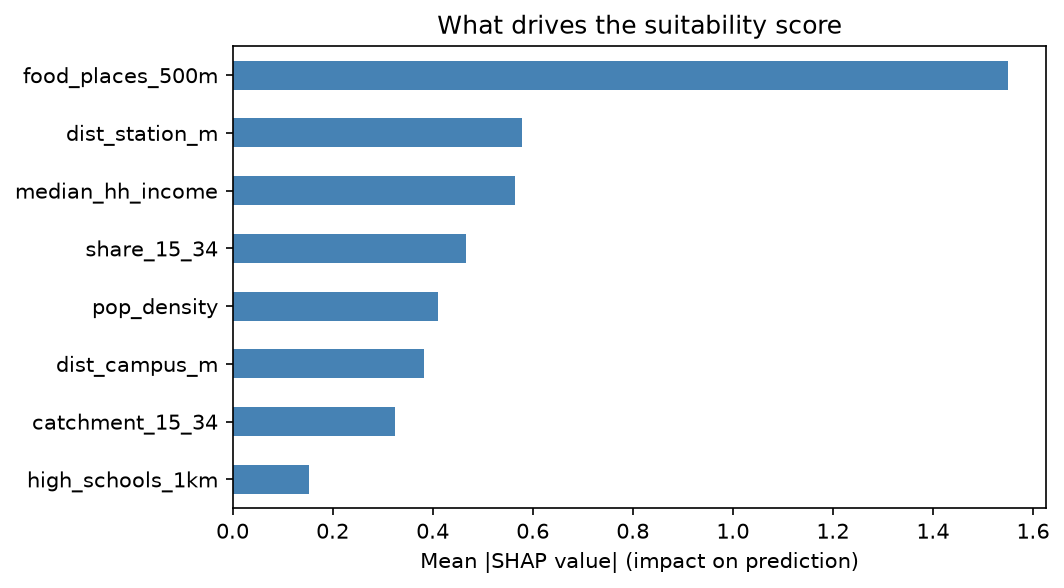 What drives the suitability score
food_places_500m
dist_station_m
median_hh_income
share_15_34
pop_density
dist_campus_m
catchment_15_34
high_schools_1km
0.0 0.2 0.4 0.6 0.8 1.0 1.2 1.4 1.6
Mean |SHAP value| (impact on prediction)